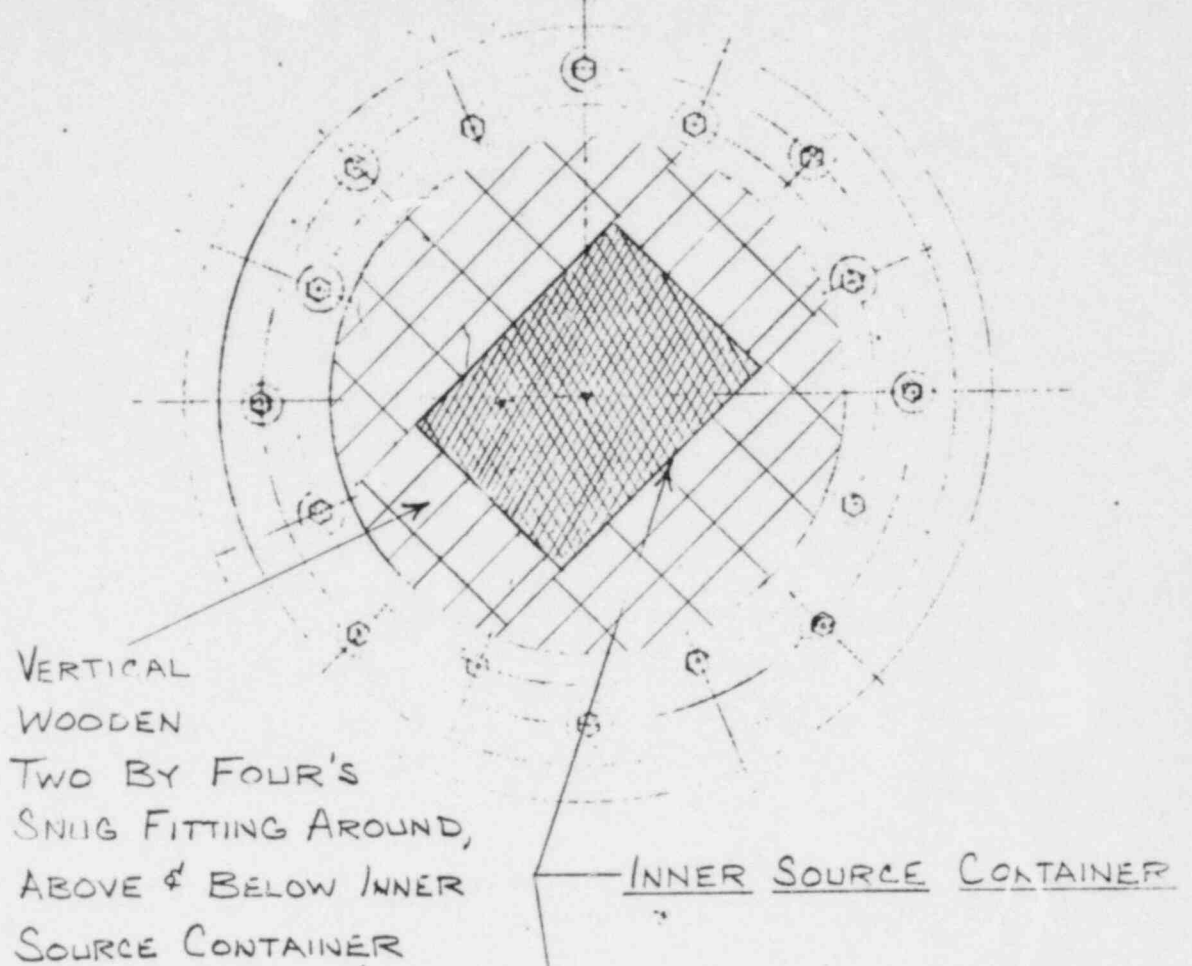 VERTICAL
WOODEN
TWO BY FOUR'S
SNUG FITTING AROUND,
ABOVE & BELOW INNER
SOURCE CONTAINER
INNER SOURCE CONTAINER